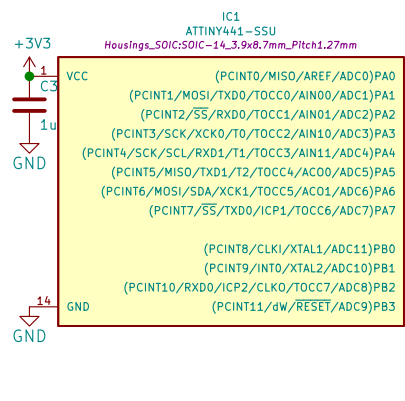 IC1
ATTINY441-SSU
Housings_SOIC:SOIC-14_3.9x8.7mm_Pitch1.27mm
+3V3
1
VCC
C3
1u
GND
(PCINT0/MISO/AREF/ADC0)PA0
(PCINT1/MOSI/TXD0/TOCC0/AIN00/ADC1)PA1
(PCINT2/SS/RXD0/TOCC1/AIN01/ADC2)PA2
(PCINT3/SCK/XCK0/T0/TOCC2/AIN10/ADC3)PA3
(PCINT4/SCK/SCL/RXD1/T1/TOCC3/AIN11/ADC4)PA4
(PCINT5/MISO/TXD1/T2/TOCC4/ACO0/ADC5)PA5
(PCINT6/MOSI/SDA/XCK1/TOCC5/ACO1/ADC6)PA6
(PCINT7/SS/TXD0/ICP1/TOCC6/ADC7)PA7
(PCINT8/CLKI/XTAL1/ADC11)PB0
(PCINT9/INT0/XTAL2/ADC10)PB1
(PCINT10/RXD0/ICP2/CLKO/TOCC7/ADC8)PB2
(PCINT11/dW/RESET/ADC9)PB3
14
GND
GND